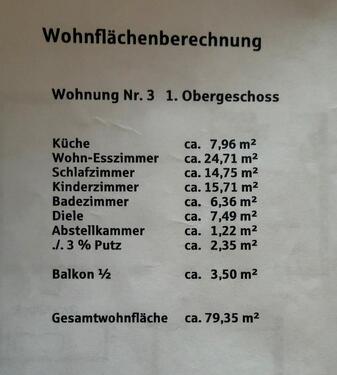 Wohnflächenberechnung
Wohnung Nr. 3 1. Obergeschoss
Küche ca. 7,96 m²
Wohn-Esszimmer ca. 24,71 m²
Schlafzimmer ca. 14,75 m²
Kinderzimmer ca. 15,71 m²
Badezimmer ca. 6,36 m²
Diele ca. 7,49 m²
Abstellkammer ca. 1,22 m²
./. 3 % Putz ca. 2,35 m²
Balkon ½ ca. 3,50 m²
Gesamtwohnfläche ca. 79,35 m²